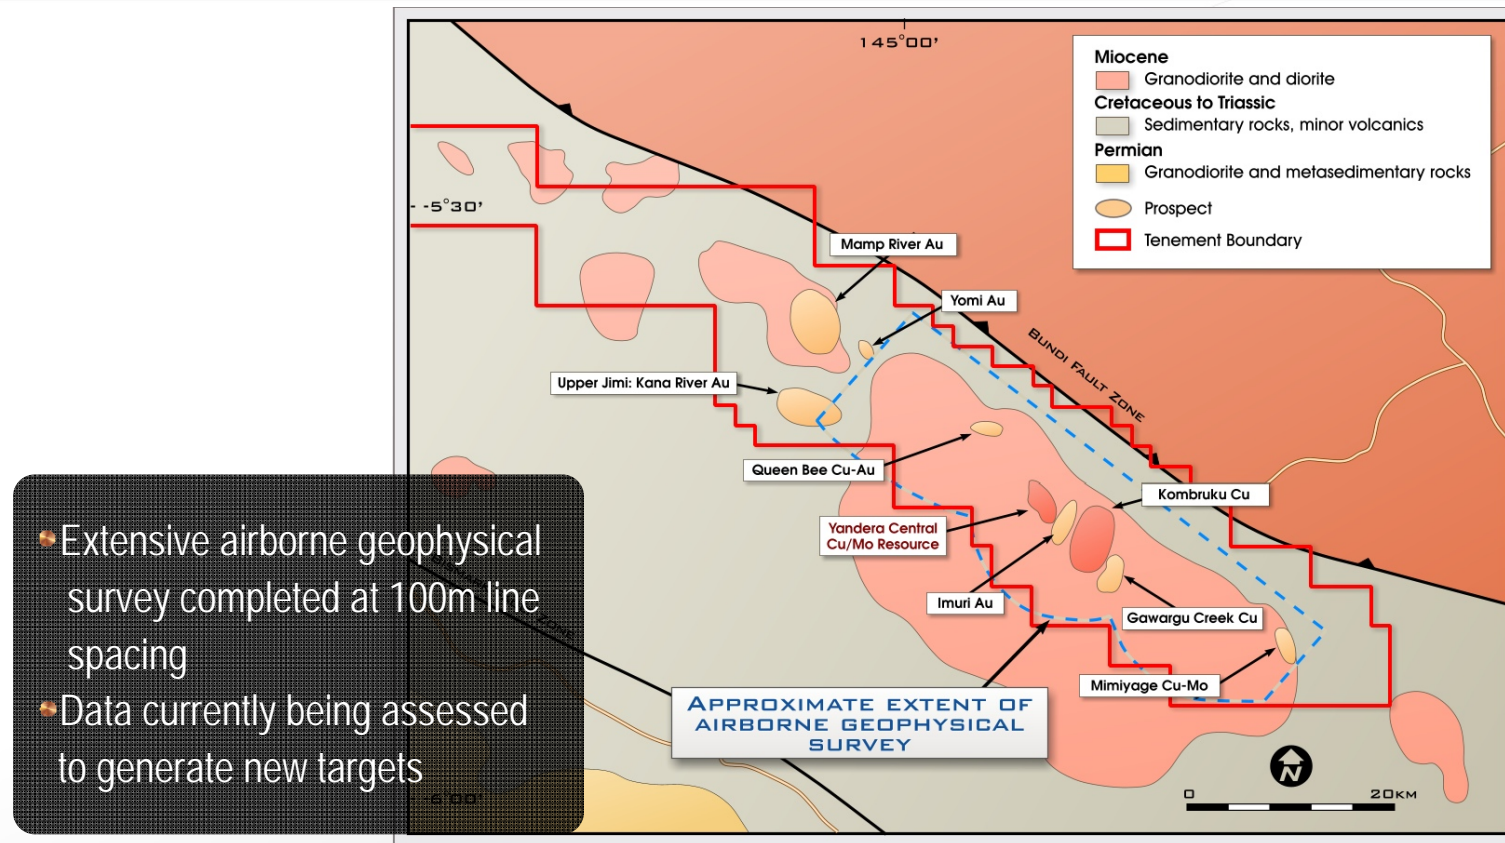 145°00'
Miocene
Granodiorite and diorite
Cretaceous to Triassic
Sedimentary rocks, minor volcanics
Permian
Granodiorite and metasedimentary rocks
Prospect
Tenement Boundary
-5°30'
Mamp River Au
Yomi Au
BUNDI FAULT ZONE
Upper Jimi: Kana River Au
Queen Bee Cu-Au
Kombruku Cu
Yandera Central
Cu/Mo Resource
Imuri Au
Gawargu Creek Cu
Mimiyage Cu-Mo
APPROXIMATE EXTENT OF
AIRBORNE GEOPHYSICAL
SURVEY
Extensive airborne geophysical
survey completed at 100m line
spacing
Data currently being assessed
to generate new targets
ZONE
-6°00'
N
0 20KM